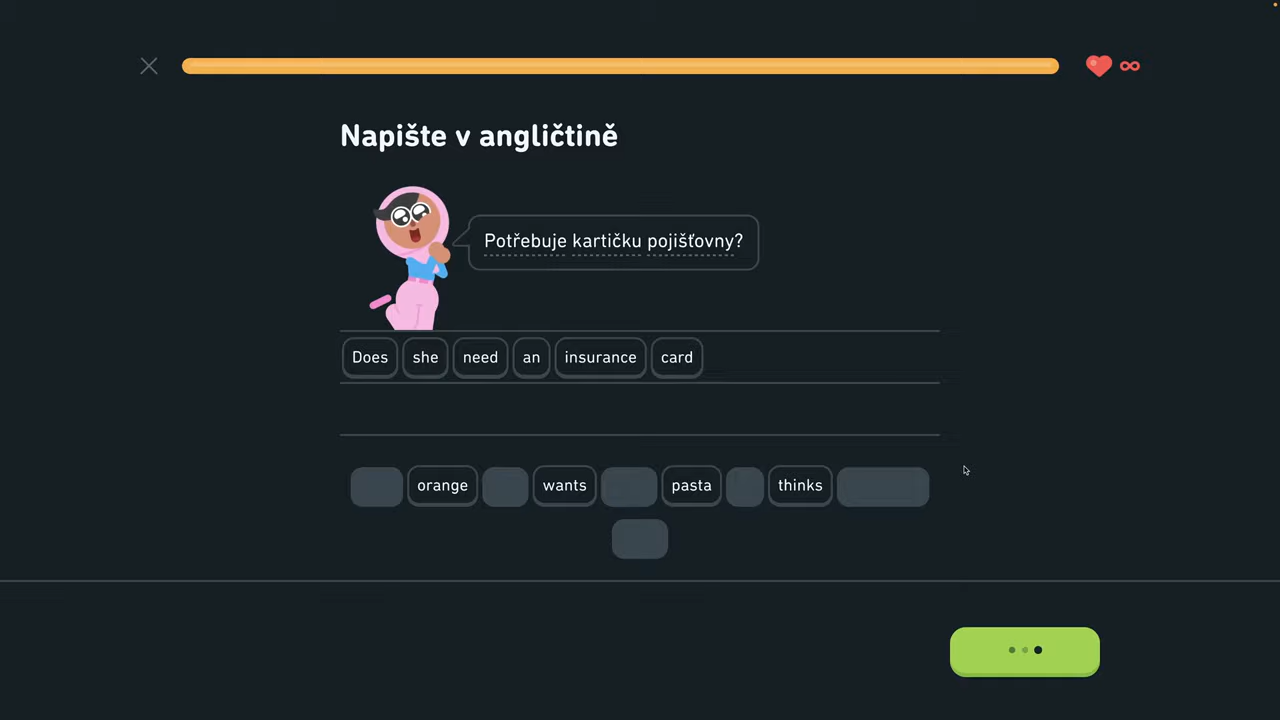 Napište v angličtině
Potřebuje kartičku pojišťovny?
Does she need an insurance card
orange wants pasta thinks